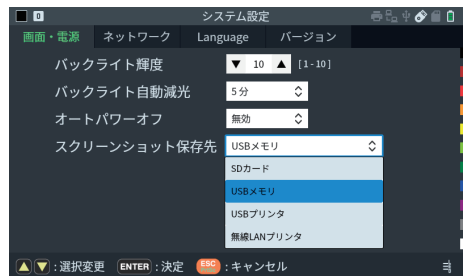 0 システム設定
画面・電源 ネットワーク Language バージョン
バックライト輝度 ▼ 10 ▲ [1-10]
バックライト自動減光 5分
オートパワーオフ 無効
スクリーンショット保存先 USBメモリ
SDカード
USBメモリ
USBプリンタ
無線LANプリンタ
▲▼:選択変更 ENTER:決定 ESC:キャンセル